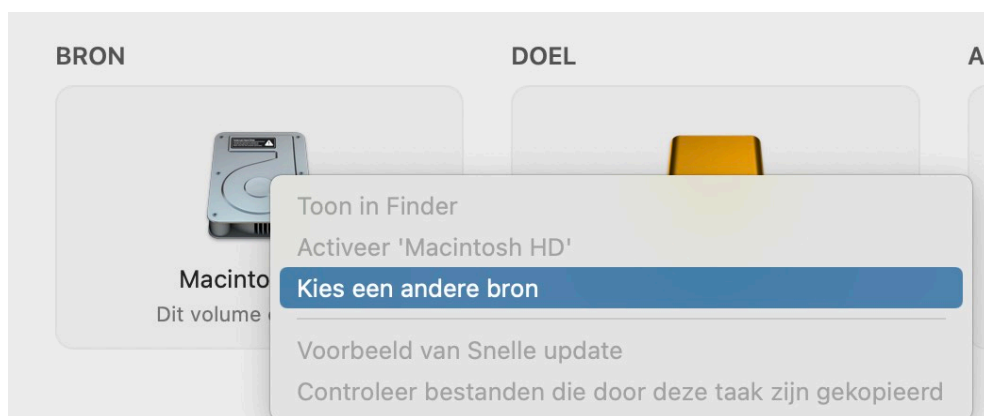 BRON
DOEL
A
Toon in Finder
Activeer 'Macintosh HD'
Macinto
Kies een andere bron
Dit volume
Voorbeeld van Snelle update
Controleer bestanden die door deze taak zijn gekopieerd